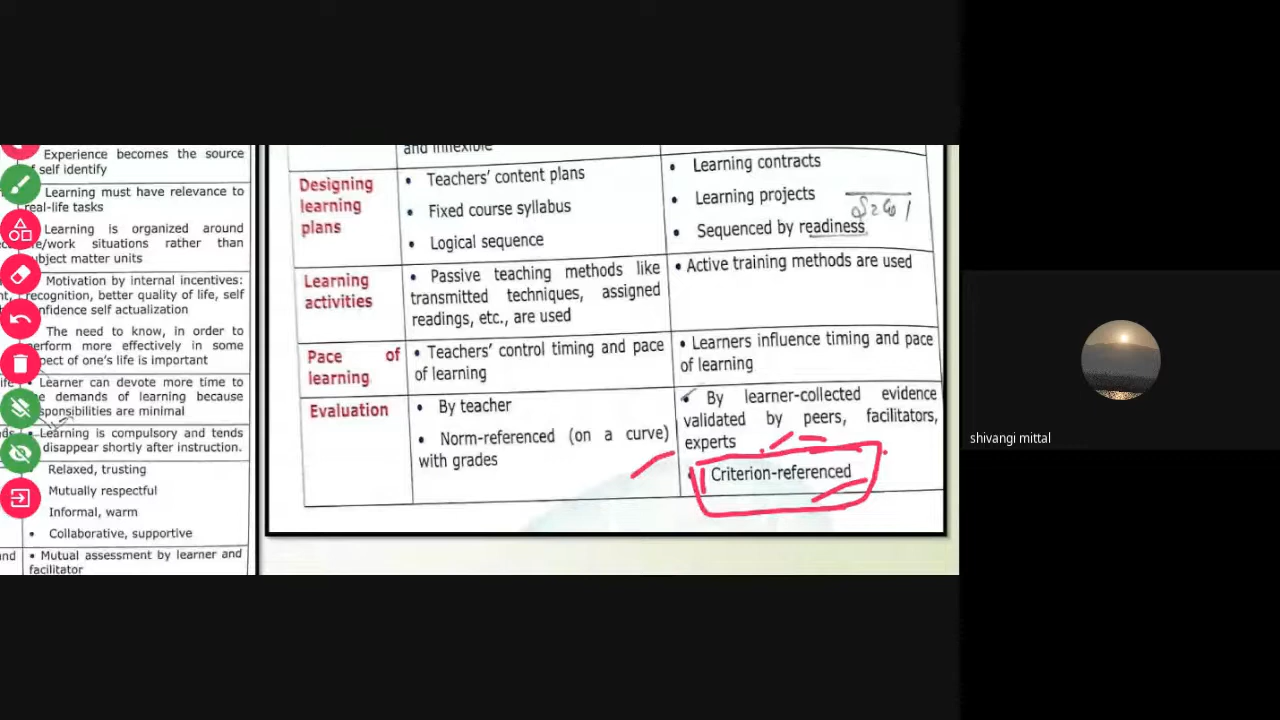 Experience becomes the source
f self identify
Learning must have relevance to
real-life tasks
Learning is organized around
e/work situations rather than
ubject matter units
Motivation by internal incentives:
recognition, better quality of life, self
nfidence self actualization
The need to know, in order to
perform more effectively in some
pect of one's life is important
• Learner can devote more time to
e demands of learning because
sponsibilities are minimal
• Learning is compulsory and tends
disappear shortly after instruction.
Relaxed, trusting
Mutually respectful
Informal, warm
• Collaborative, supportive
and
• Mutual assessment by learner and
facilitator
and inflexible
Designing
learning
plans
• Teachers' content plans
• Fixed course syllabus
• Logical sequence
• Learning contracts
• Learning projects
• Sequenced by readiness
Learning
activities
• Passive teaching methods like
transmitted techniques, assigned
readings, etc., are used
• Active training methods are used
Pace of
learning
• Teachers' control timing and pace
of learning
• Learners influence timing and pace
of learning
Evaluation
• By teacher
• Norm-referenced (on a curve)
with grades
• By learner-collected evidence
validated by peers, facilitators,
experts
Criterion-referenced
shivangi mittal